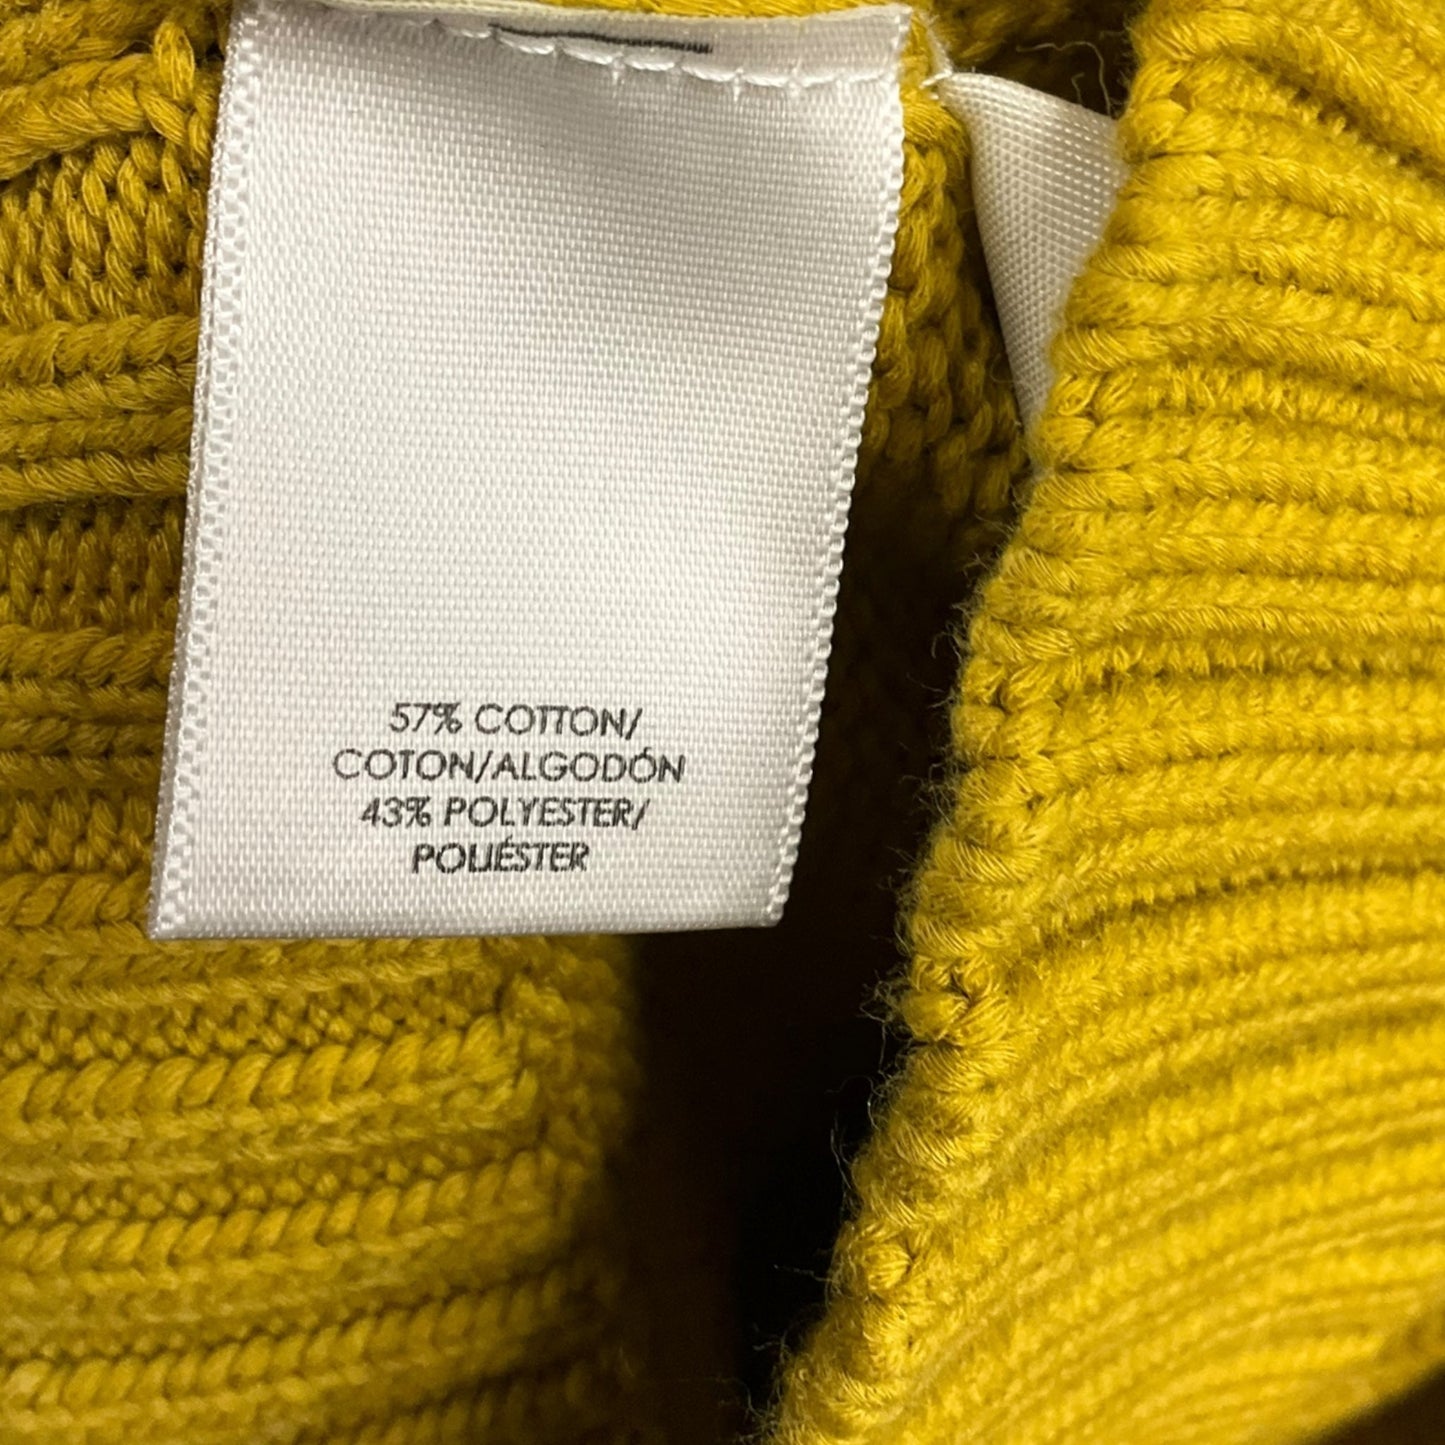 57% COTTON/
COTON/ALGODÓN
43% POLYESTER/
POLIÉSTER